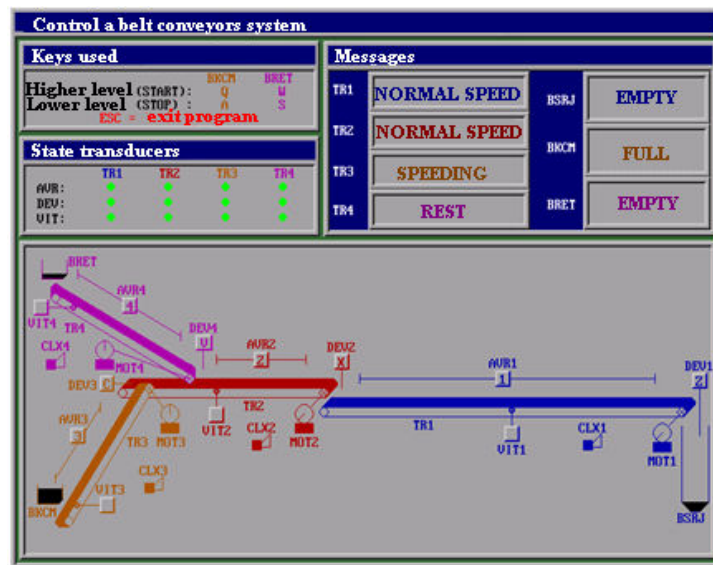 Control a belt conveyors system
Keys used
BKCM BRET
Higher level (START): Q W
Lower level (STOP) : A S
ESC = exit program
State transducers
TR1 TR2 TR3 TR4
AVR:
DEV:
VIT:
Messages
TR1 NORMAL SPEED
TR2 NORMAL SPEED
TR3 SPEEDING
TR4 REST
BSRJ EMPTY
BKCM FULL
BRET EMPTY
BRET
AVR4
4
VIT4
TR4
CLX4
MOT4
DEV4
V
AVR2
2
DEV2
X
AVR1
1
DEV1
Z
DEV3 C
AVR3
3
TR3
MOT3
VIT2
TR2
CLX2
MOT2
TR1
VIT1
CLX1
MOT1
CLX3
VIT3
BKCM
BSRJ